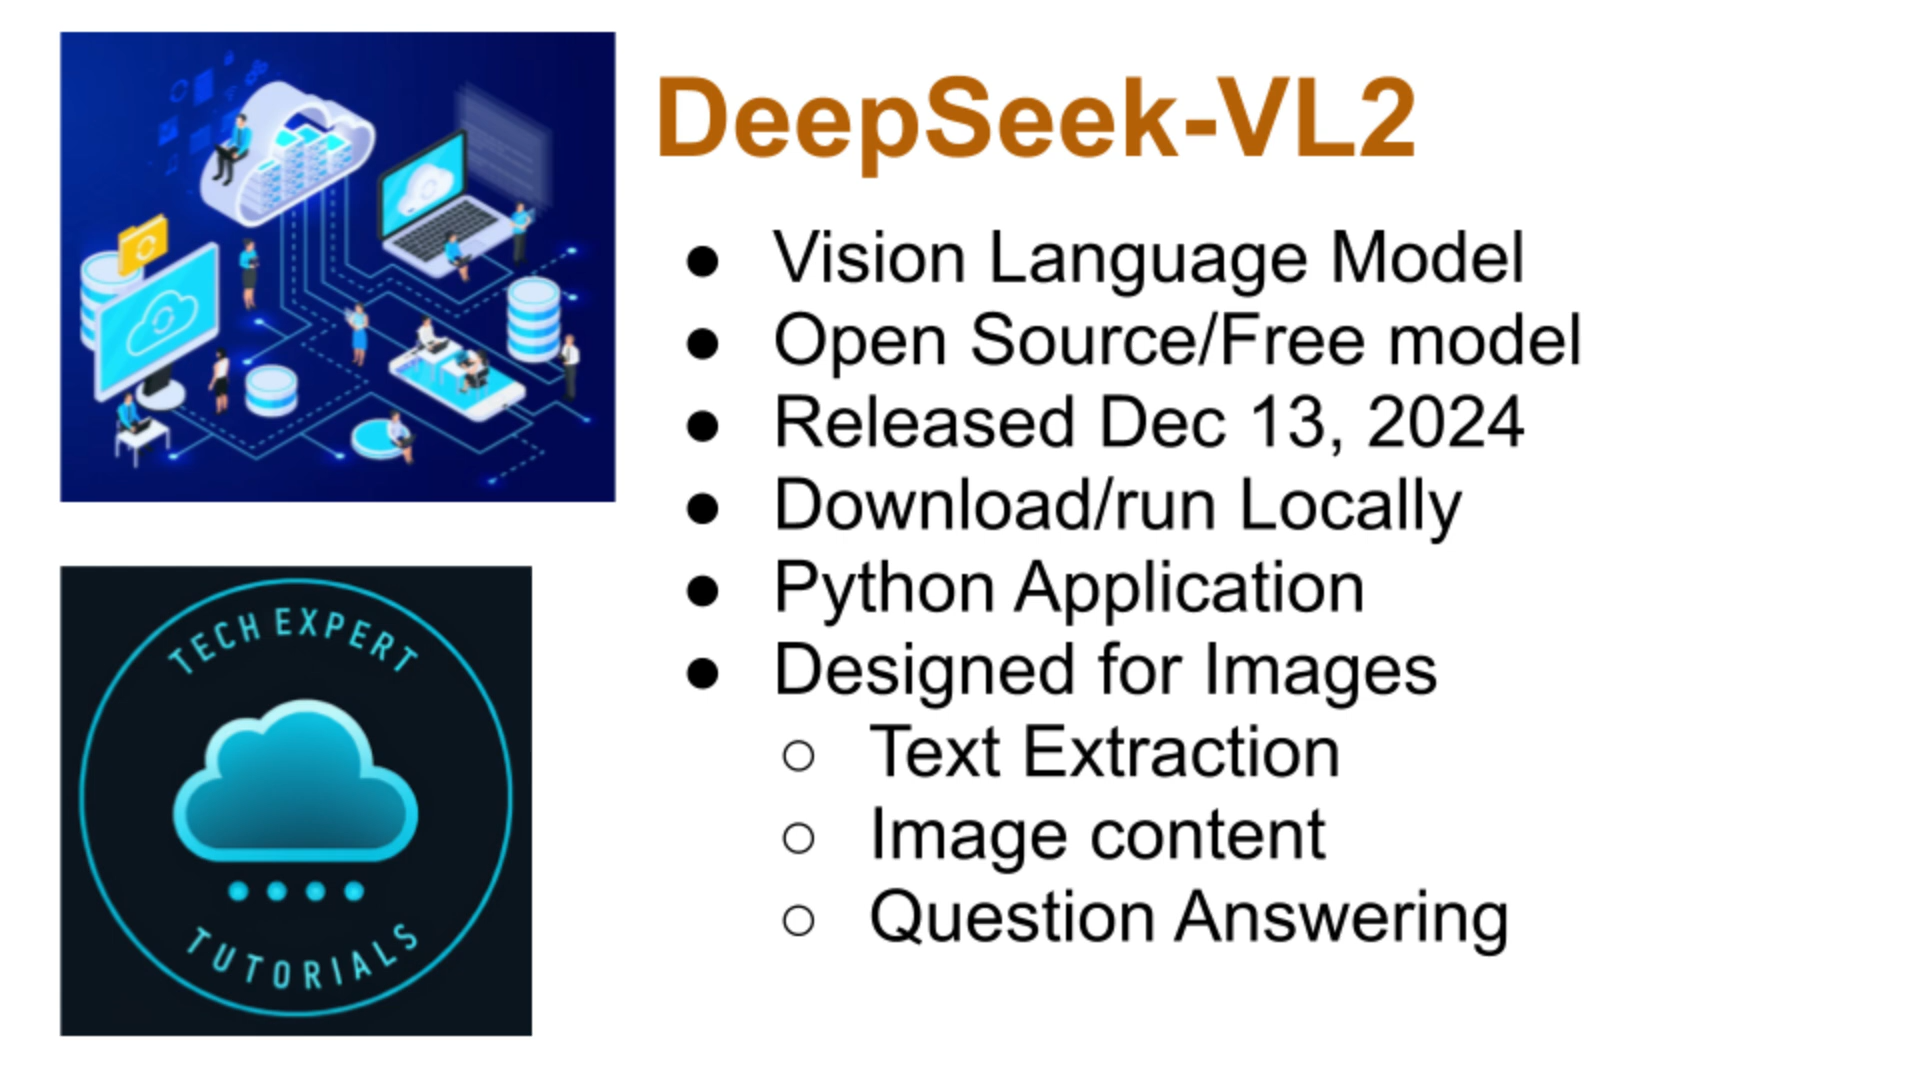 DeepSeek-VL2
● Vision Language Model
● Open Source/Free model
● Released Dec 13, 2024
● Download/run Locally
● Python Application
● Designed for Images
○ Text Extraction
○ Image content
○ Question Answering
TECH EXPERT
TUTORIALS